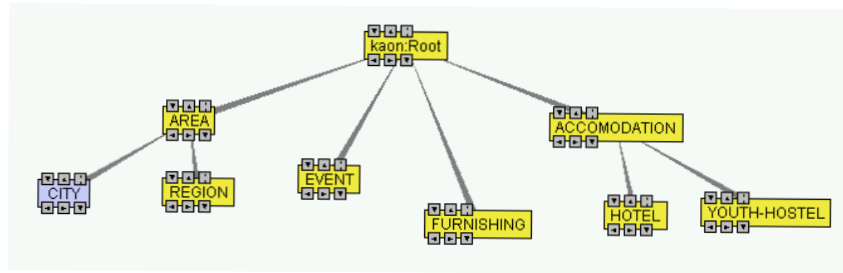 kaon:Root
AREA
ACCOMODATION
CITY
REGION
EVENT
FURNISHING
HOTEL
YOUTH-HOSTEL